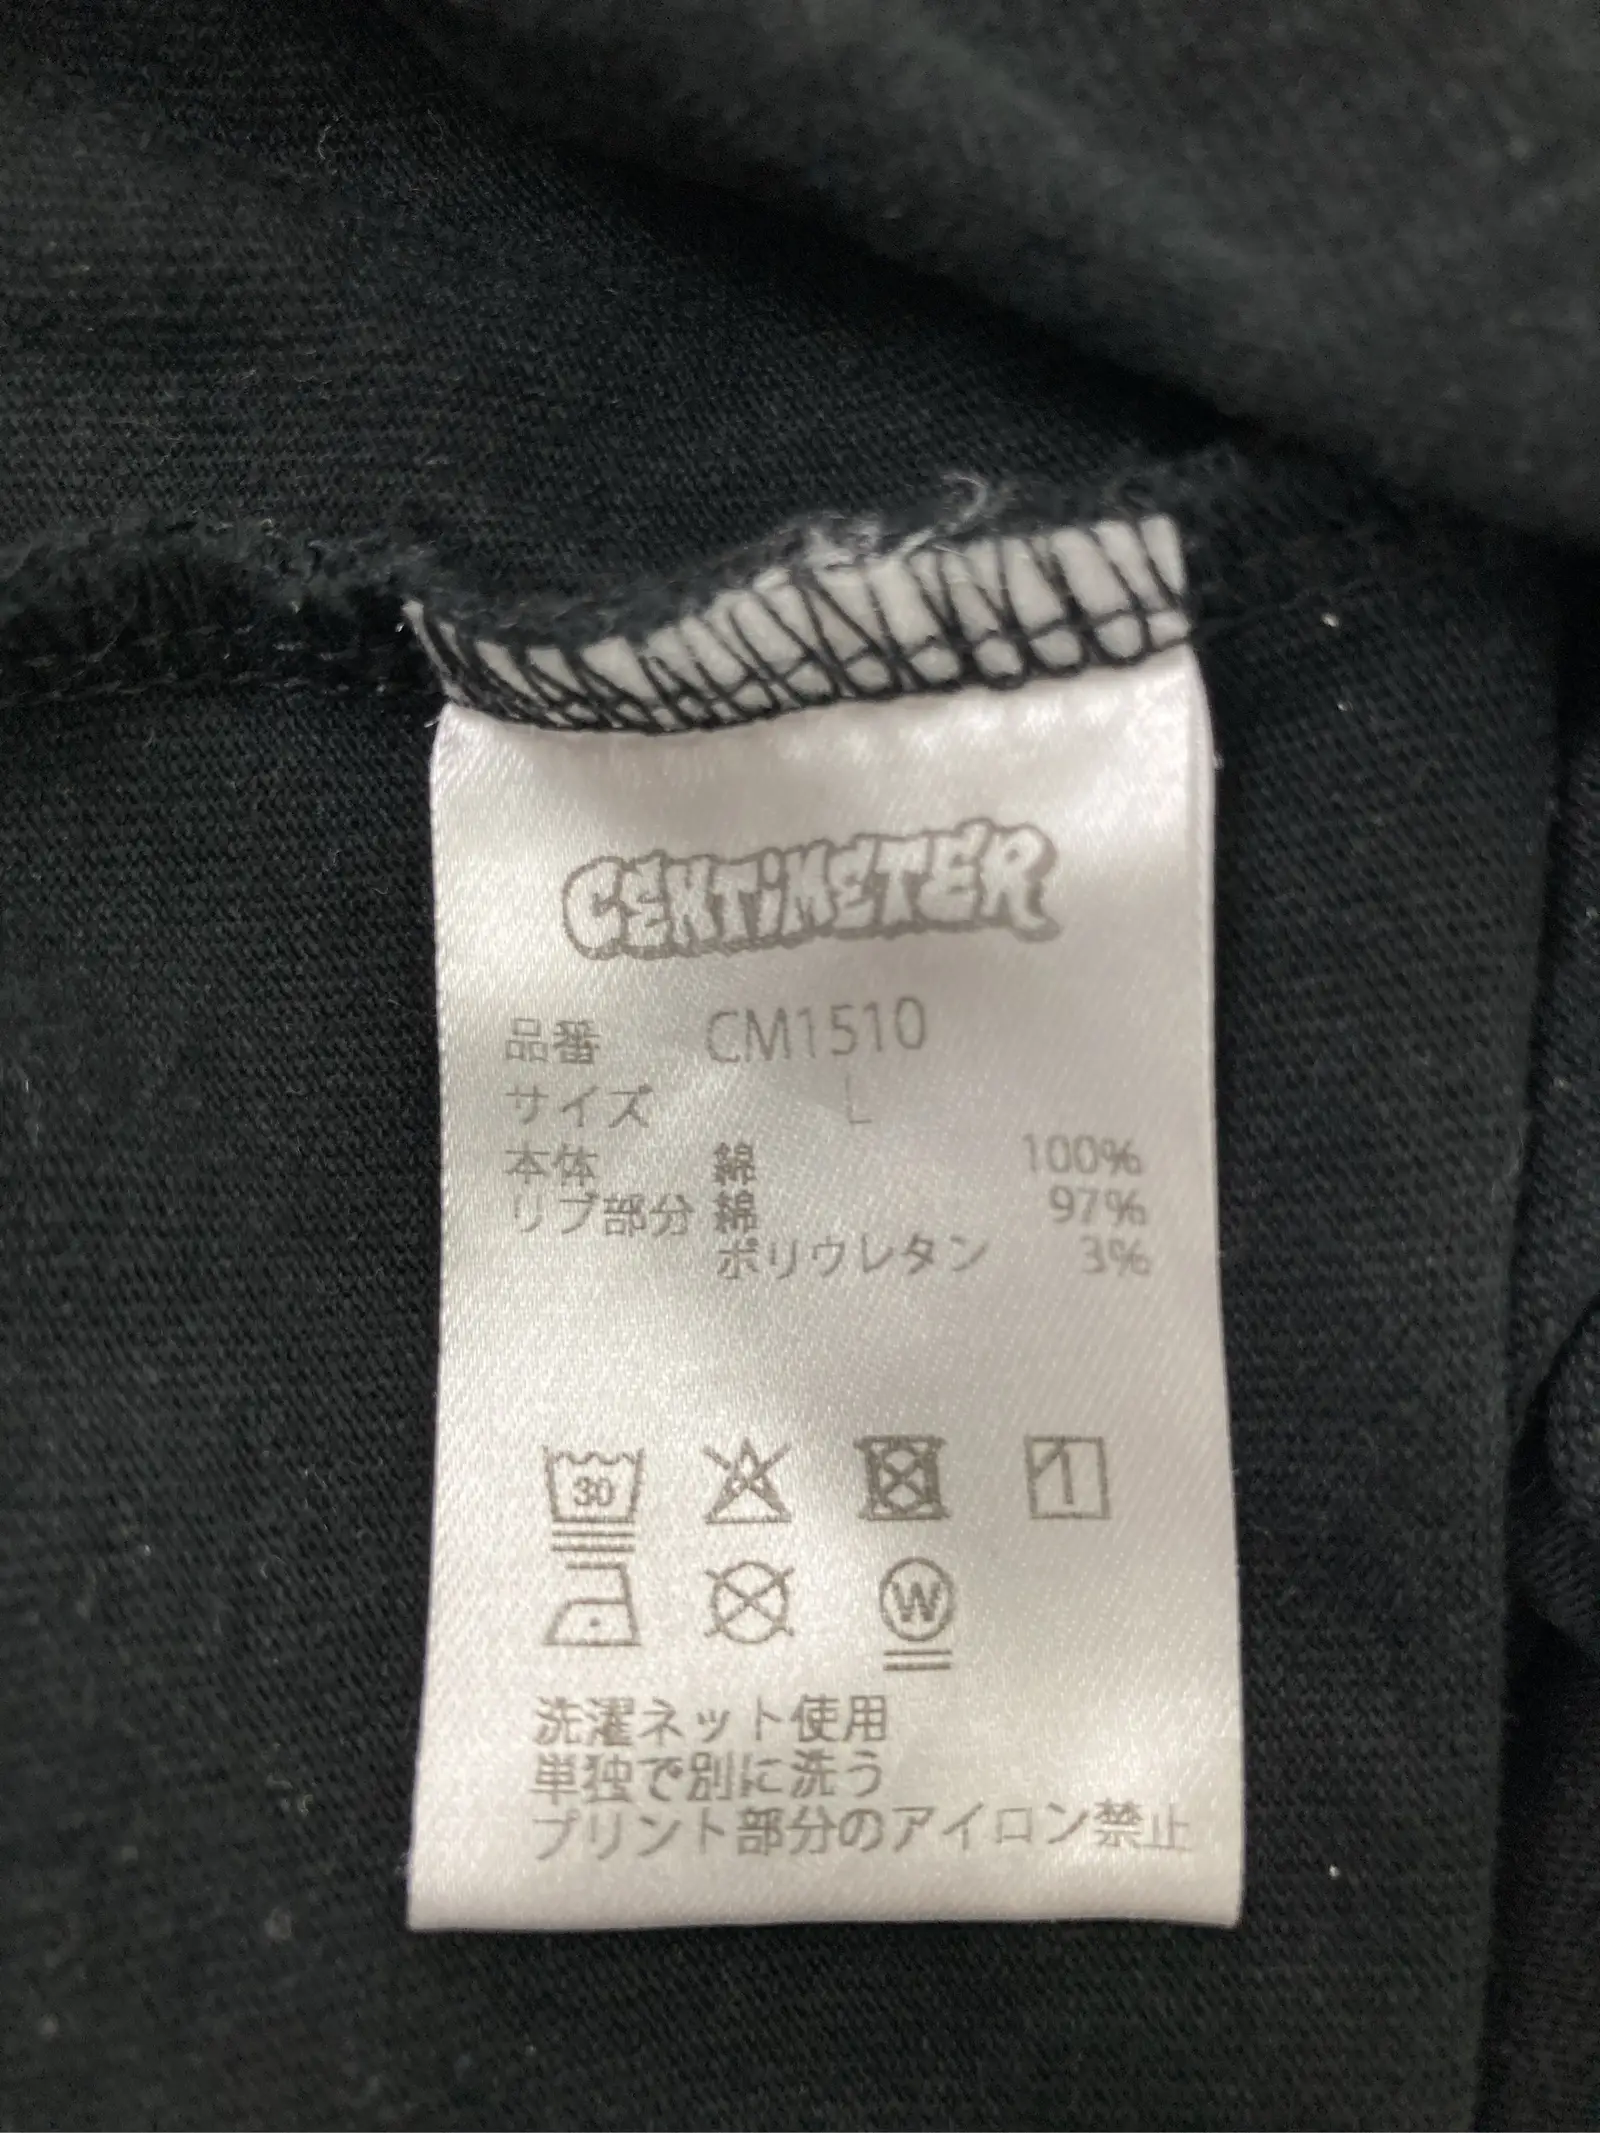 CENTIMETER
品番 CM1510
サイズ L
本体 綿 100%
リブ部分 綿 97%
ポリウレタン 3%
30
1
W
洗濯ネット使用
単独で別に洗う
プリント部分のアイロン禁止